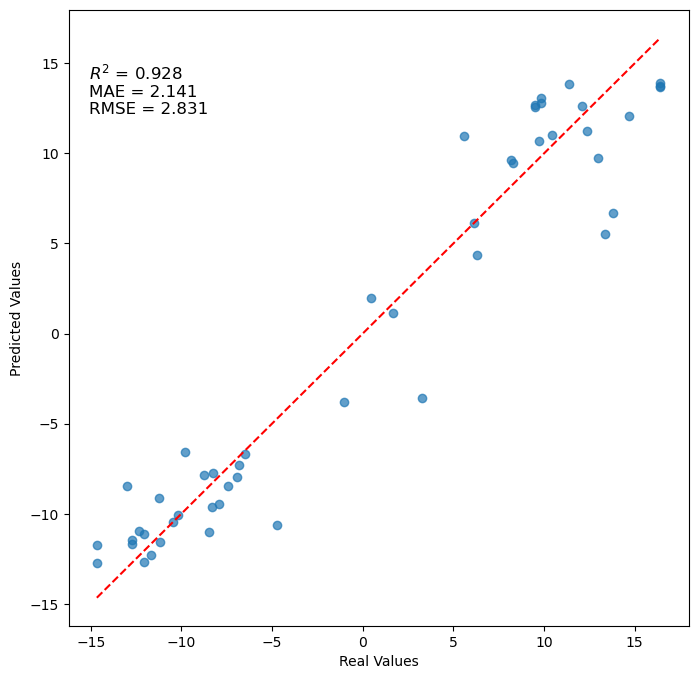 R² = 0.928
MAE = 2.141
RMSE = 2.831
15
10
5
0
−5
−10
−15
Predicted Values
−15 −10 −5 0 5 10 15
Real Values